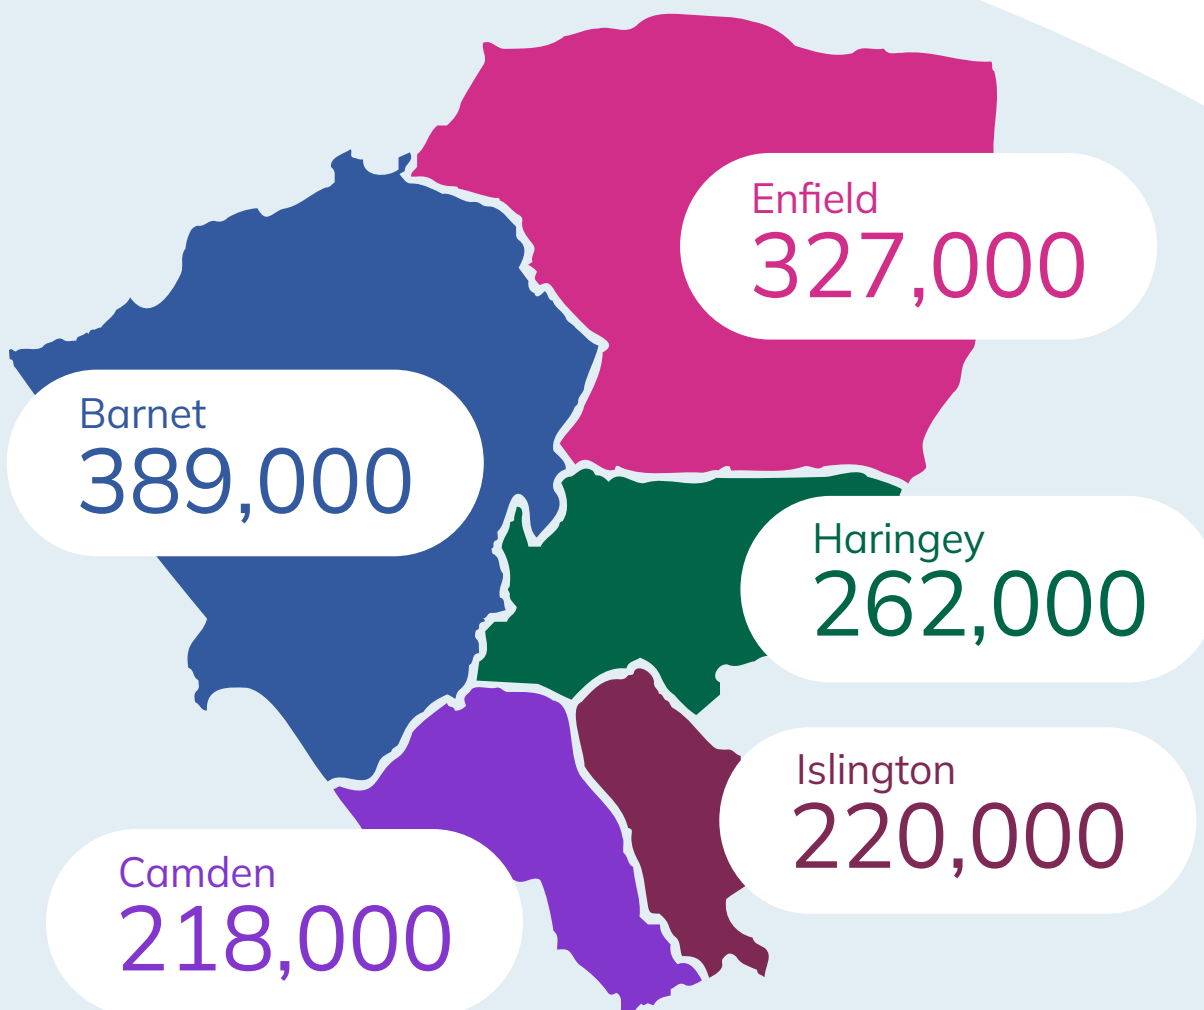 Enfield
327,000
Barnet
389,000
Haringey
262,000
Islington
220,000
Camden
218,000